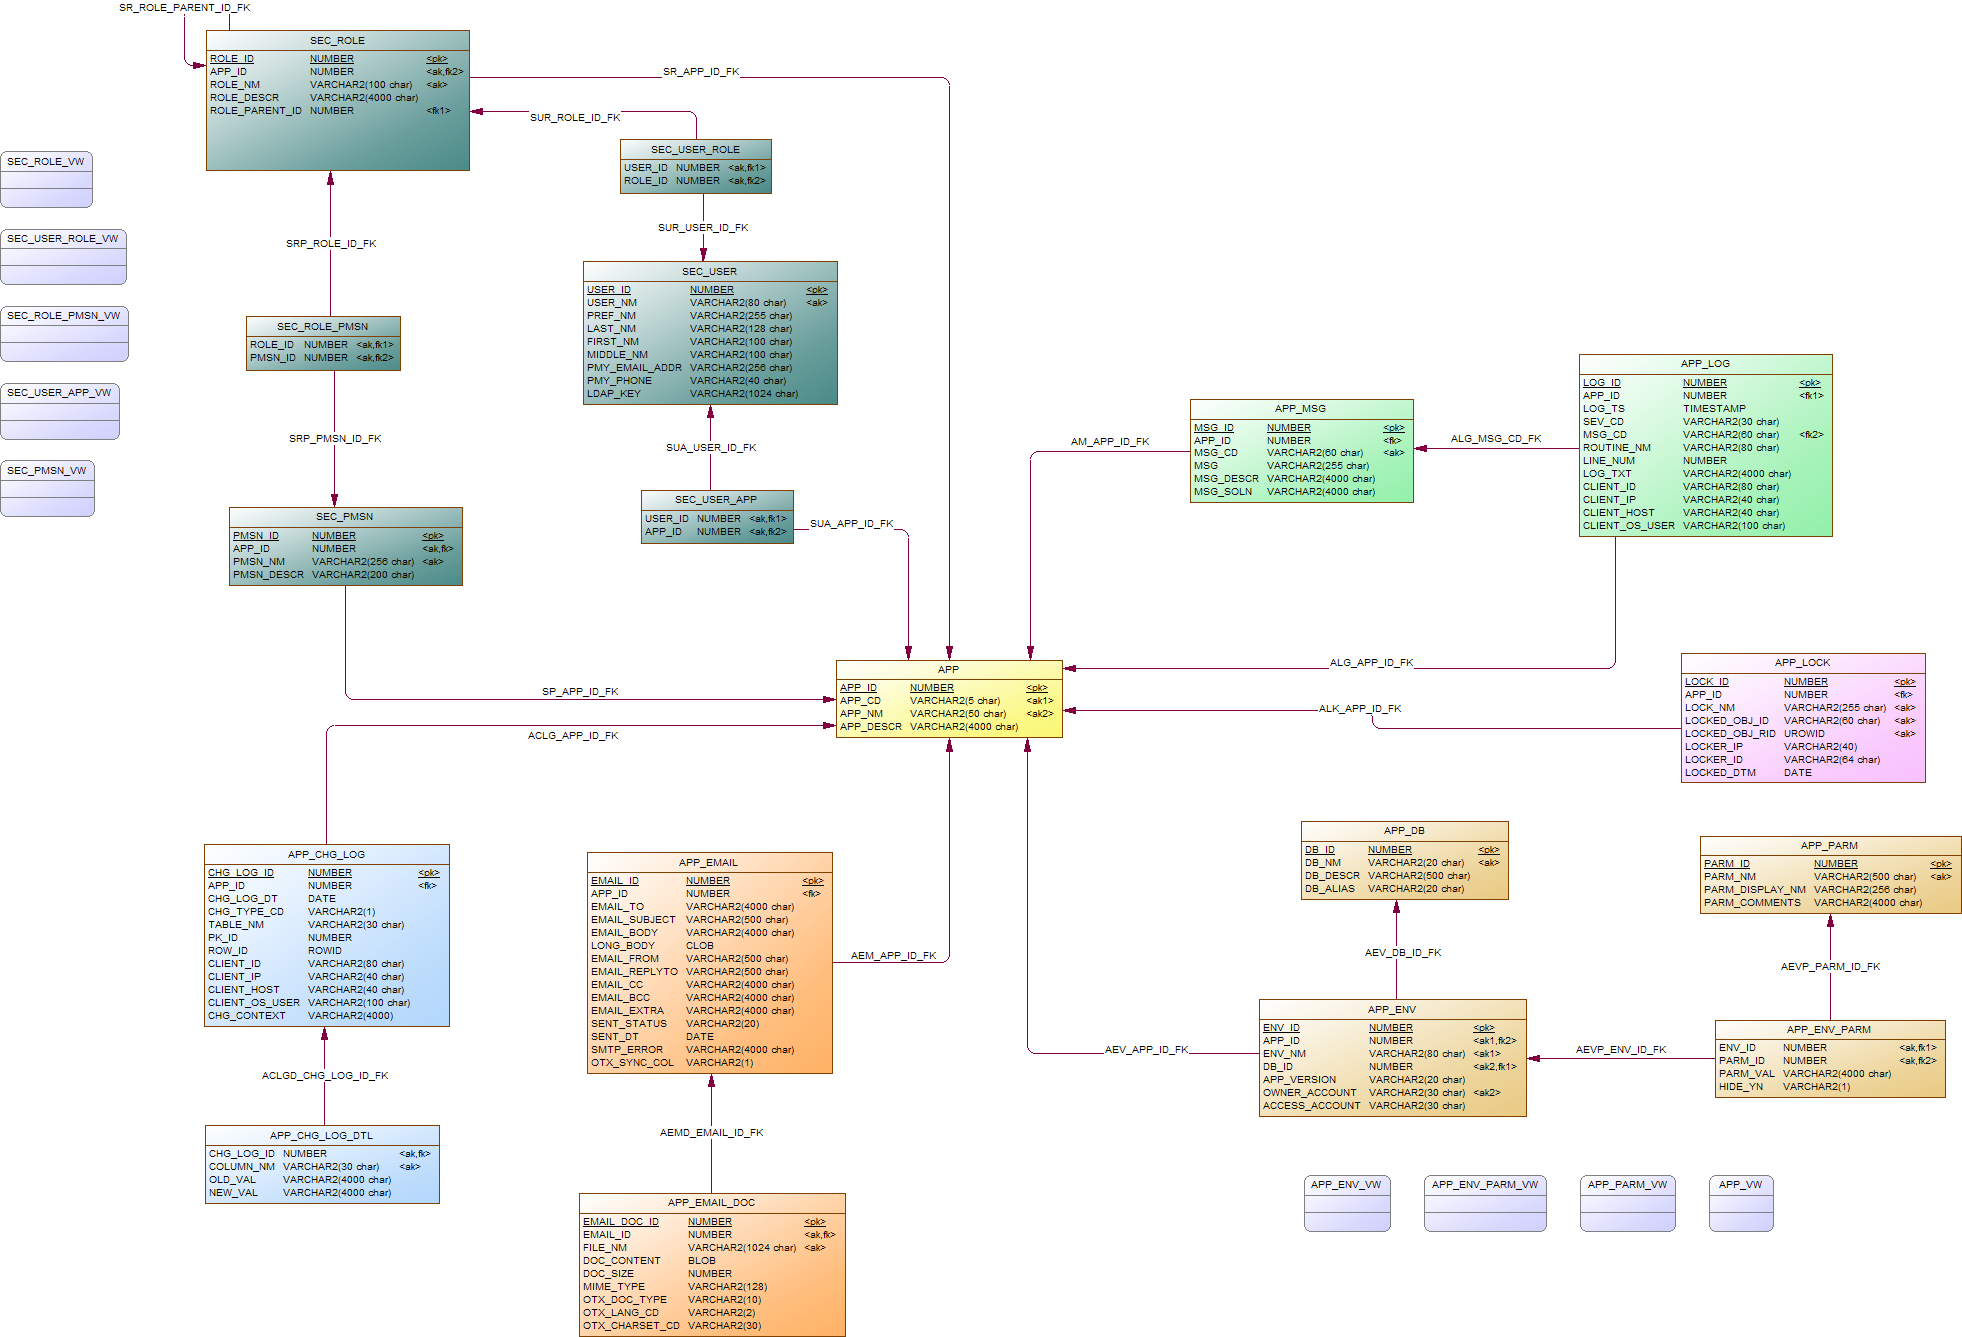 SR_ROLE_PARENT_ID_FK
SEC_ROLE
ROLE_ID NUMBER <pk>
APP_ID NUMBER <ak,fk2>
ROLE_NM VARCHAR2(100 char) <ak>
ROLE_DESCR VARCHAR2(4000 char)
ROLE_PARENT_ID NUMBER <fk1>
SR_APP_ID_FK
SUR_ROLE_ID_FK
SEC_USER_ROLE
USER_ID NUMBER <ak,fk1>
ROLE_ID NUMBER <ak,fk2>
SEC_ROLE_VW
SEC_USER_ROLE_VW
SEC_ROLE_PMSN_VW
SEC_USER_APP_VW
SEC_PMSN_VW
SRP_ROLE_ID_FK
SUR_USER_ID_FK
SEC_USER
USER_ID NUMBER <pk>
USER_NM VARCHAR2(80 char) <ak>
PREF_NM VARCHAR2(255 char)
LAST_NM VARCHAR2(128 char)
FIRST_NM VARCHAR2(100 char)
MIDDLE_NM VARCHAR2(100 char)
PMY_EMAIL_ADDR VARCHAR2(256 char)
PMY_PHONE VARCHAR2(40 char)
LDAP_KEY VARCHAR2(1024 char)
SEC_ROLE_PMSN
ROLE_ID NUMBER <ak,fk1>
PMSN_ID NUMBER <ak,fk2>
SRP_PMSN_ID_FK
SUA_USER_ID_FK
SEC_USER_APP
USER_ID NUMBER <ak,fk1>
APP_ID NUMBER <ak,fk2>
SUA_APP_ID_FK
SEC_PMSN
PMSN_ID NUMBER <pk>
APP_ID NUMBER <ak,fk>
PMSN_NM VARCHAR2(256 char) <ak>
PMSN_DESCR VARCHAR2(200 char)
AM_APP_ID_FK
APP_MSG
MSG_ID NUMBER <pk>
APP_ID NUMBER <fk>
MSG_CD VARCHAR2(60 char) <ak>
MSG VARCHAR2(255 char)
MSG_DESCR VARCHAR2(4000 char)
MSG_SOLN VARCHAR2(4000 char)
ALG_MSG_CD_FK
APP_LOG
LOG_ID NUMBER <pk>
APP_ID NUMBER <fk1>
LOG_TS TIMESTAMP
SEV_CD VARCHAR2(30 char)
MSG_CD VARCHAR2(60 char) <fk2>
ROUTINE_NM VARCHAR2(80 char)
LINE_NUM NUMBER
LOG_TXT VARCHAR2(4000 char)
CLIENT_ID VARCHAR2(80 char)
CLIENT_IP VARCHAR2(40 char)
CLIENT_HOST VARCHAR2(40 char)
CLIENT_OS_USER VARCHAR2(100 char)
SP_APP_ID_FK
ACLG_APP_ID_FK
APP
APP_ID NUMBER <pk>
APP_CD VARCHAR2(5 char) <ak1>
APP_NM VARCHAR2(50 char) <ak2>
APP_DESCR VARCHAR2(4000 char)
ALG_APP_ID_FK
ALK_APP_ID_FK
APP_LOCK
LOCK_ID NUMBER <pk>
APP_ID NUMBER <fk>
LOCK_NM VARCHAR2(255 char) <ak>
LOCKED_OBJ_ID VARCHAR2(60 char) <ak>
LOCKED_OBJ_RID UROWID <ak>
LOCKER_IP VARCHAR2(40)
LOCKER_ID VARCHAR2(64 char)
LOCKED_DTM DATE
APP_CHG_LOG
CHG_LOG_ID NUMBER <pk>
APP_ID NUMBER <fk>
CHG_LOG_DT DATE
CHG_TYPE_CD VARCHAR2(1)
TABLE_NM VARCHAR2(30 char)
PK_ID NUMBER
ROW_ID ROWID
CLIENT_ID VARCHAR2(80 char)
CLIENT_IP VARCHAR2(40 char)
CLIENT_HOST VARCHAR2(40 char)
CLIENT_OS_USER VARCHAR2(100 char)
CHG_CONTEXT VARCHAR2(4000)
ACLGD_CHG_LOG_ID_FK
APP_CHG_LOG_DTL
CHG_LOG_ID NUMBER <ak,fk>
COLUMN_NM VARCHAR2(30 char) <ak>
OLD_VAL VARCHAR2(4000 char)
NEW_VAL VARCHAR2(4000 char)
APP_EMAIL
EMAIL_ID NUMBER <pk>
APP_ID NUMBER <fk>
EMAIL_TO VARCHAR2(4000 char)
EMAIL_SUBJECT VARCHAR2(500 char)
EMAIL_BODY VARCHAR2(4000 char)
LONG_BODY CLOB
EMAIL_FROM VARCHAR2(500 char)
EMAIL_REPLYTO VARCHAR2(500 char)
EMAIL_CC VARCHAR2(4000 char)
EMAIL_BCC VARCHAR2(4000 char)
EMAIL_EXTRA VARCHAR2(4000 char)
SENT_STATUS VARCHAR2(20)
SENT_DT DATE
SMTP_ERROR VARCHAR2(4000 char)
OTX_SYNC_COL VARCHAR2(1)
AEM_APP_ID_FK
AEMD_EMAIL_ID_FK
APP_EMAIL_DOC
EMAIL_DOC_ID NUMBER <pk>
EMAIL_ID NUMBER <ak,fk>
FILE_NM VARCHAR2(1024 char) <ak>
DOC_CONTENT BLOB
DOC_SIZE NUMBER
MIME_TYPE VARCHAR2(128)
OTX_DOC_TYPE VARCHAR2(10)
OTX_LANG_CD VARCHAR2(2)
OTX_CHARSET_CD VARCHAR2(30)
APP_DB
DB_ID NUMBER <pk>
DB_NM VARCHAR2(20 char) <ak>
DB_DESCR VARCHAR2(500 char)
DB_ALIAS VARCHAR2(20 char)
AEV_DB_ID_FK
APP_PARM
PARM_ID NUMBER <pk>
PARM_NM VARCHAR2(500 char) <ak>
PARM_DISPLAY_NM VARCHAR2(256 char)
PARM_COMMENTS VARCHAR2(4000 char)
AEVP_PARM_ID_FK
AEV_APP_ID_FK
APP_ENV
ENV_ID NUMBER <pk>
APP_ID NUMBER <ak1,fk2>
ENV_NM VARCHAR2(80 char) <ak1>
DB_ID NUMBER <ak2,fk1>
APP_VERSION VARCHAR2(20 char)
OWNER_ACCOUNT VARCHAR2(30 char) <ak2>
ACCESS_ACCOUNT VARCHAR2(30 char)
AEVP_ENV_ID_FK
APP_ENV_PARM
ENV_ID NUMBER <ak,fk1>
PARM_ID NUMBER <ak,fk2>
PARM_VAL VARCHAR2(4000 char)
HIDE_YN VARCHAR2(1)
APP_ENV_VW
APP_ENV_PARM_VW
APP_PARM_VW
APP_VW